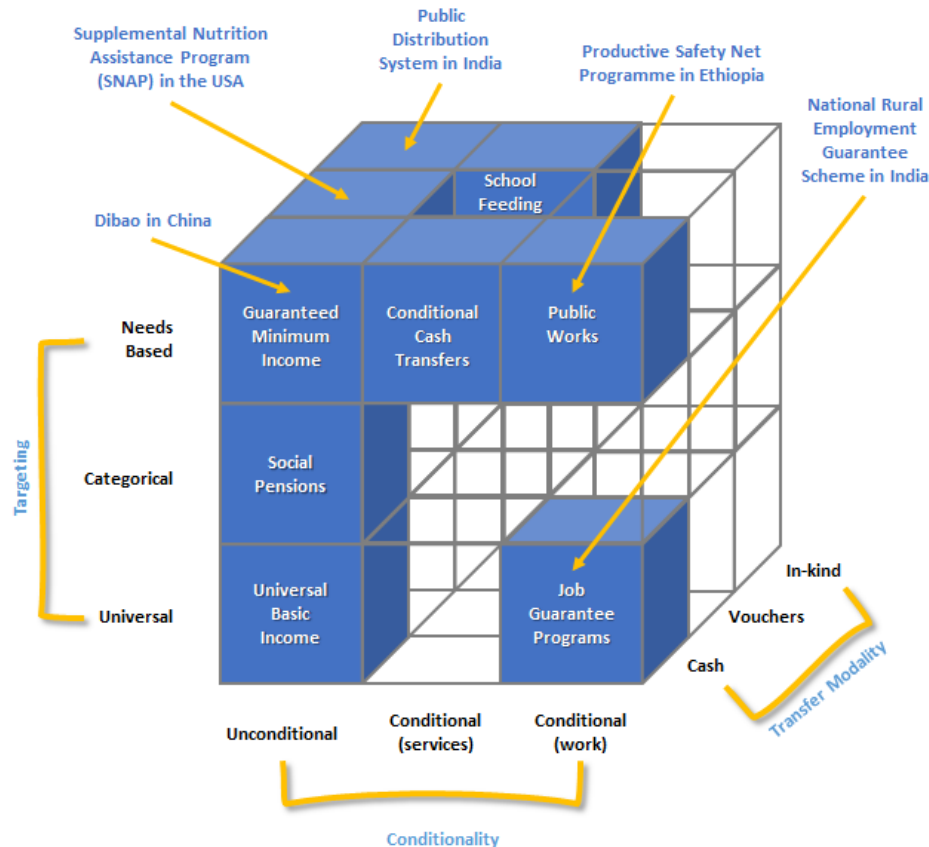 Supplemental Nutrition
Assistance Program
(SNAP) in the USA
Public
Distribution
System in India
Productive Safety Net
Programme in Ethiopia
National Rural
Employment
Guarantee
Scheme in India
Dibao in China
School
Feeding
Guaranteed
Minimum
Income
Conditional
Cash
Transfers
Public
Works
Needs
Based
Categorical
Universal
Targeting
Social
Pensions
Universal
Basic
Income
Job
Guarantee
Programs
In-kind
Vouchers
Cash
Transfer Modality
Unconditional
Conditional
(services)
Conditional
(work)
Conditionality